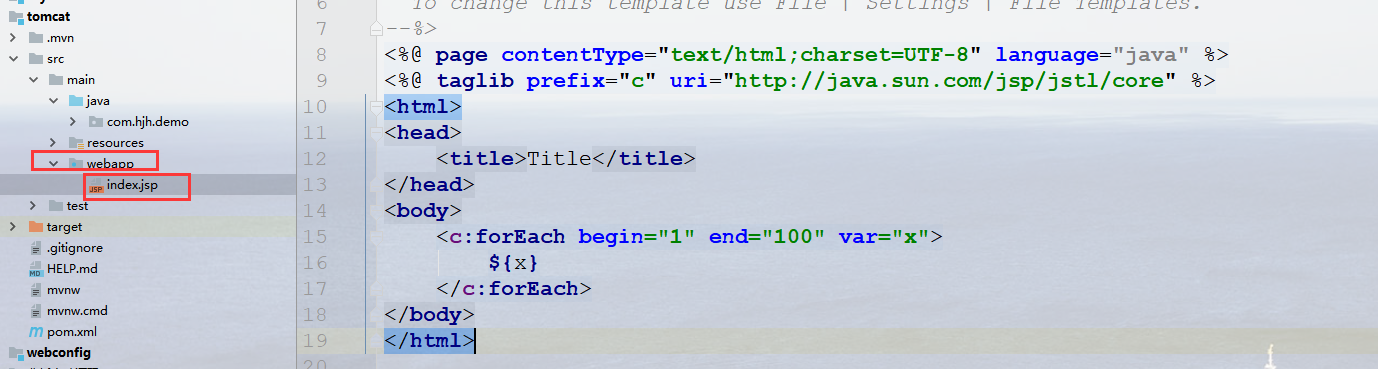 tomcat
.mvn
src
main
java
com.hjh.demo
resources
webapp
index.jsp
test
target
.gitignore
HELP.md
mvnw
mvnw.cmd
pom.xml
webconfig
6 To change this template use File | Settings | File Templates.
7 --%>
8 <%@ page contentType="text/html;charset=UTF-8" language="java" %>
9 <%@ taglib prefix="c" uri="http://java.sun.com/jsp/jstl/core" %>
10 <html>
11 <head>
12 <title>Title</title>
13 </head>
14 <body>
15 <c:forEach begin="1" end="100" var="x">
16 ${x}
17 </c:forEach>
18 </body>
19 </html>
20